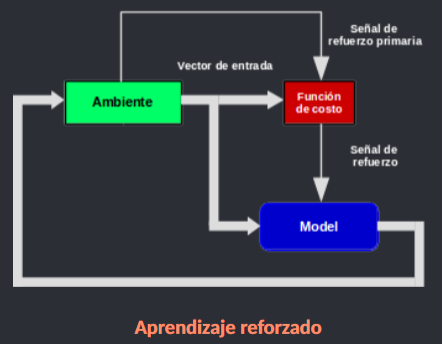 Señal de
refuerzo primaria
Vector de entrada
Ambiente
Función
de costo
Señal de
refuerzo
Model
Aprendizaje reforzado